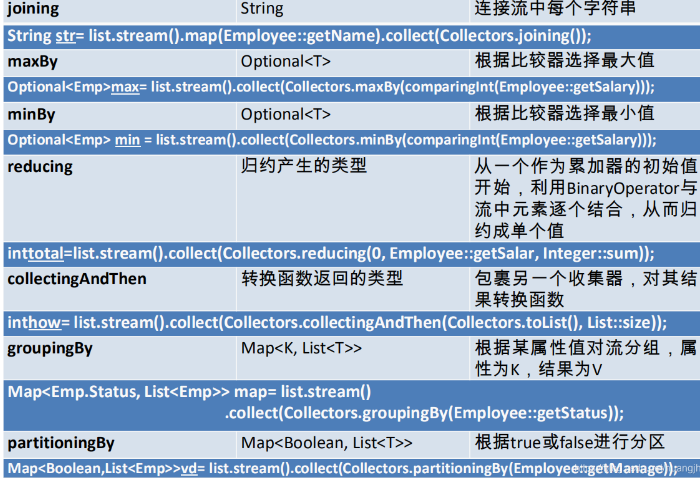 joining String 连接流中每个字符串
String str= list.stream().map(Employee::getName).collect(Collectors.joining());
maxBy Optional<T> 根据比较器选择最大值
Optional<Emp>max= list.stream().collect(Collectors.maxBy(comparingInt(Employee::getSalary)));
minBy Optional<T> 根据比较器选择最小值
Optional<Emp> min = list.stream().collect(Collectors.minBy(comparingInt(Employee::getSalary)));
reducing 归约产生的类型 从一个作为累加器的初始值
开始，利用BinaryOperator与
流中元素逐个结合，从而归
约成单个值
inttotal=list.stream().collect(Collectors.reducing(0, Employee::getSalar, Integer::sum));
collectingAndThen 转换函数返回的类型 包裹另一个收集器，对其结
果转换函数
inthow= list.stream().collect(Collectors.collectingAndThen(Collectors.toList(), List::size));
groupingBy Map<K, List<T>> 根据某属性值对流分组，属
性为K，结果为V
Map<Emp.Status, List<Emp>> map= list.stream()
.collect(Collectors.groupingBy(Employee::getStatus));
partitioningBy Map<Boolean, List<T>> 根据true或false进行分区
Map<Boolean,List<Emp>>vd= list.stream().collect(Collectors.partitioningBy(Employee::getManage));